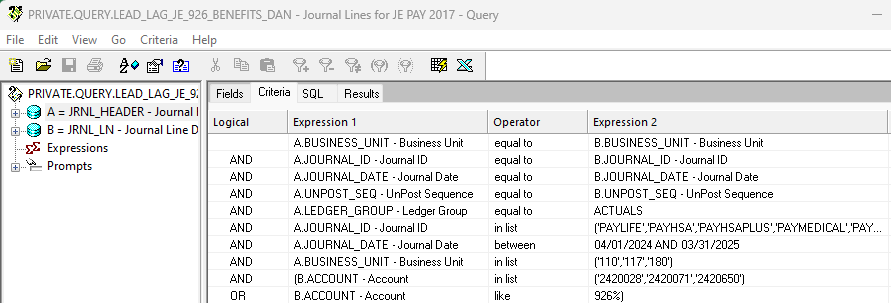 PRIVATE.QUERY.LEAD_LAG_JE_926_BENEFITS_DAN - Journal Lines for JE PAY 2017 - Query
File Edit View Go Criteria Help
PRIVATE.QUERY.LEAD_LAG_JE_92
A = JRNL_HEADER - Journal
B = JRNL_LN - Journal Line D
Expressions
Prompts
Fields Criteria SQL Results
Logical Expression 1 Operator Expression 2
A.BUSINESS_UNIT - Business Unit equal to B.BUSINESS_UNIT - Business Unit
AND A.JOURNAL_ID - Journal ID equal to B.JOURNAL_ID - Journal ID
AND A.JOURNAL_DATE - Journal Date equal to B.JOURNAL_DATE - Journal Date
AND A.UNPOST_SEQ - UnPost Sequence equal to B.UNPOST_SEQ - UnPost Sequence
AND A.LEDGER_GROUP - Ledger Group equal to ACTUALS
AND A.JOURNAL_ID - Journal ID in list ('PAYLIFE','PAYHSA','PAYHSAPLUS','PAYMEDICAL','PAY...
AND A.JOURNAL_DATE - Journal Date between 04/01/2024 AND 03/31/2025
AND A.BUSINESS_UNIT - Business Unit in list ('110','117','180')
AND (B.ACCOUNT - Account in list ('2420028','2420071','2420650')
OR B.ACCOUNT - Account like 926%)